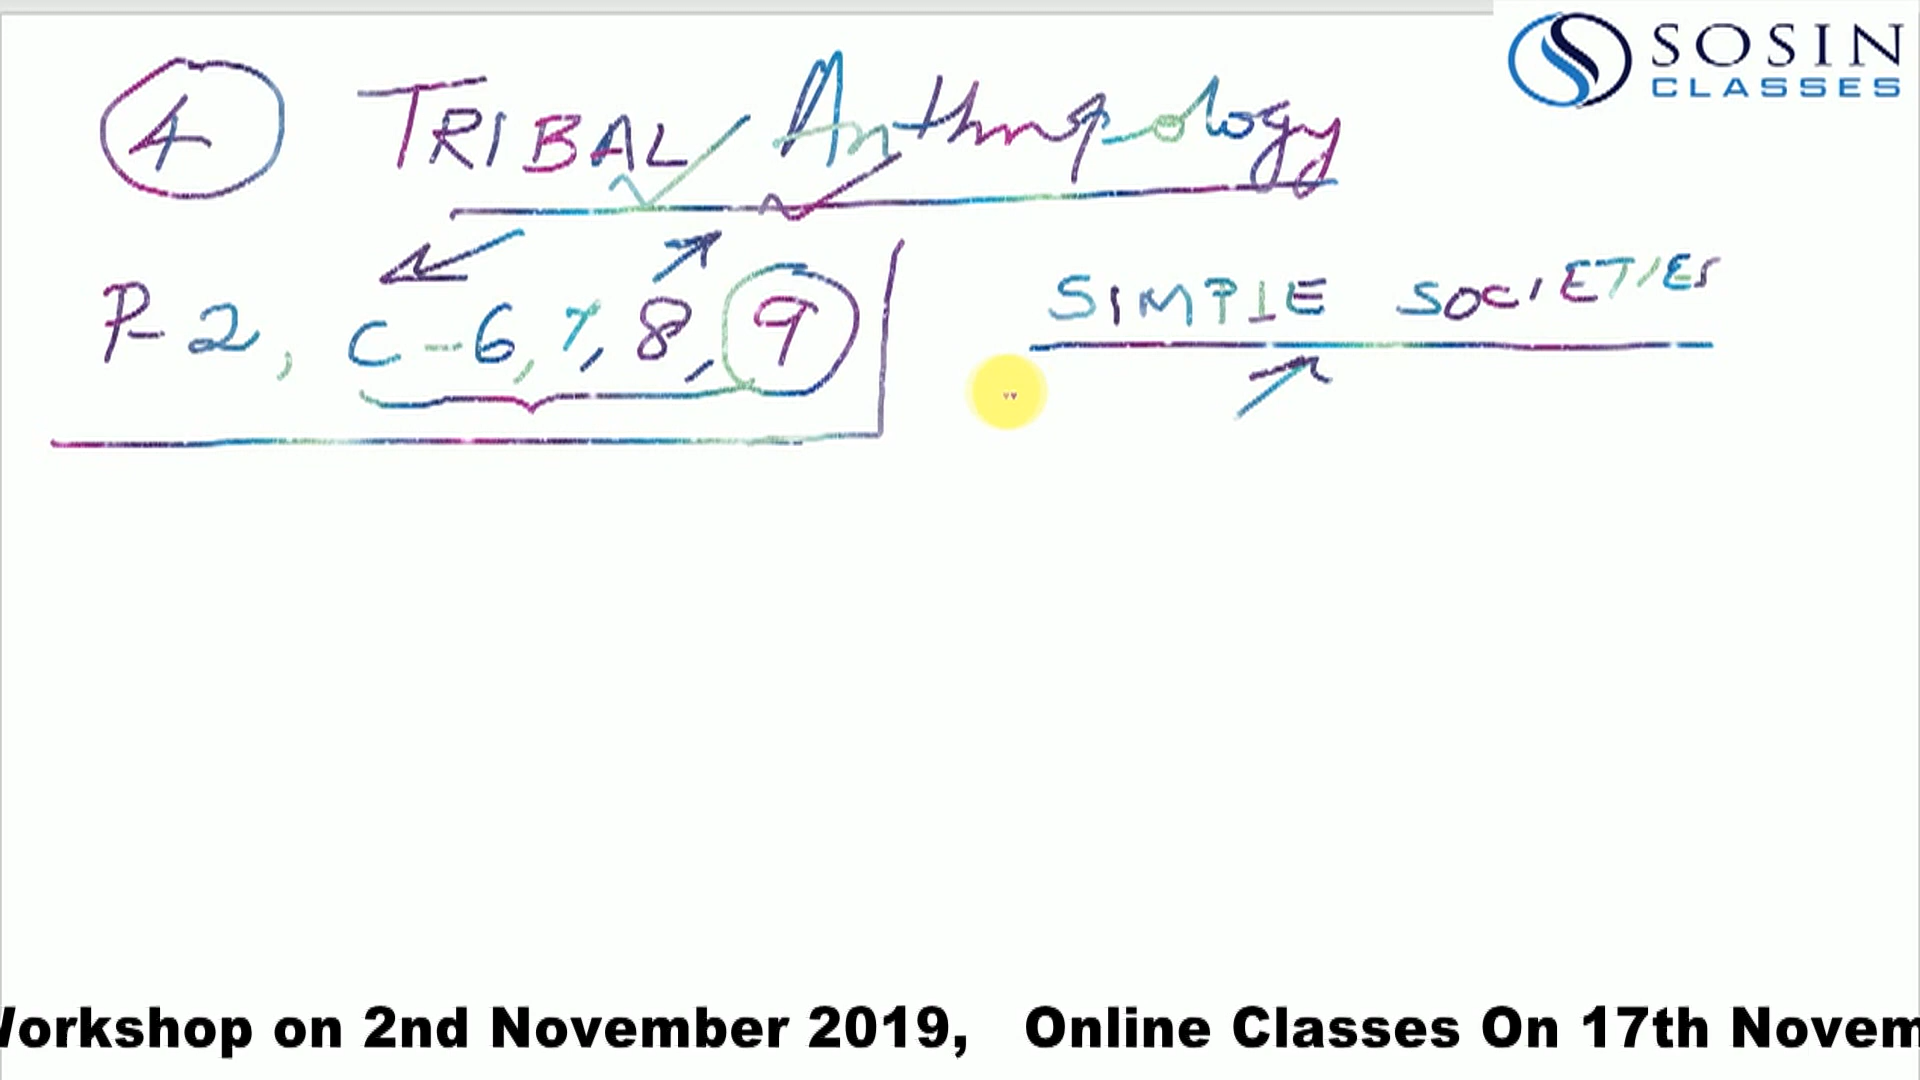 SOSIN
CLASSES
4 TRIBAL Anthropology
P-2, C-6, 7, 8, 9
SIMPLE SOCIETIES
Workshop on 2nd November 2019, Online Classes On 17th Novem